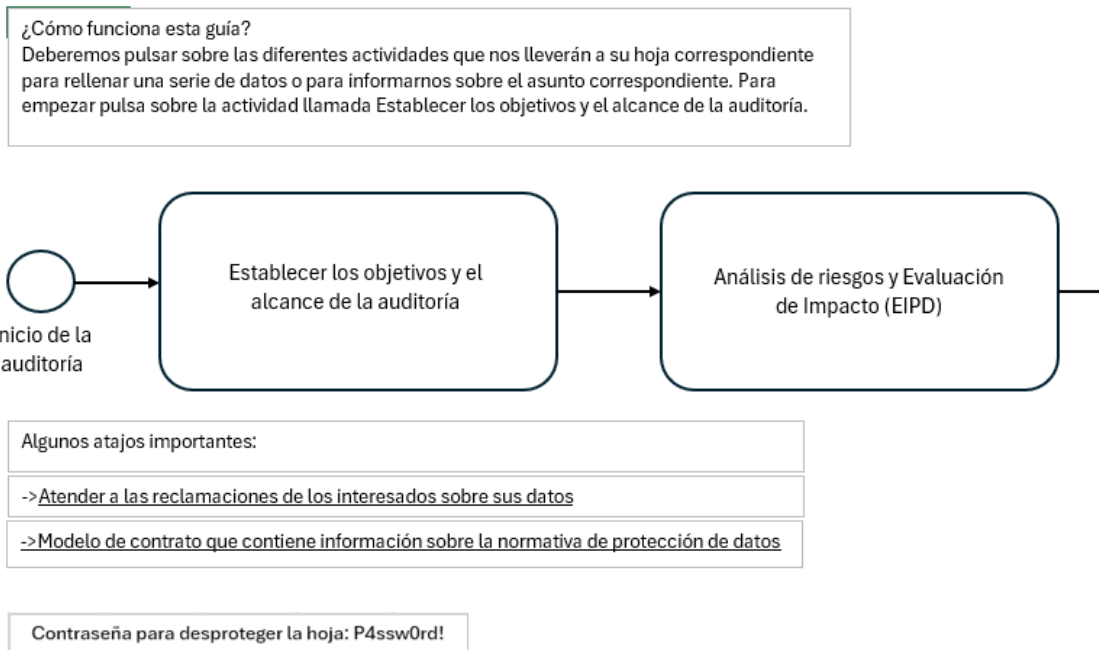 ¿Cómo funciona esta guía?
Deberemos pulsar sobre las diferentes actividades que nos lleverán a su hoja correspondiente
para rellenar una serie de datos o para informarnos sobre el asunto correspondiente. Para
empezar pulsa sobre la actividad llamada Establecer los objetivos y el alcance de la auditoría.
Establecer los objetivos y el
alcance de la auditoría
Análisis de riesgos y Evaluación
de Impacto (EIPD)
nicio de la
auditoría
Algunos atajos importantes:
->Atender a las reclamaciones de los interesados sobre sus datos
->Modelo de contrato que contiene información sobre la normativa de protección de datos
Contraseña para desproteger la hoja: P4ssw0rd!